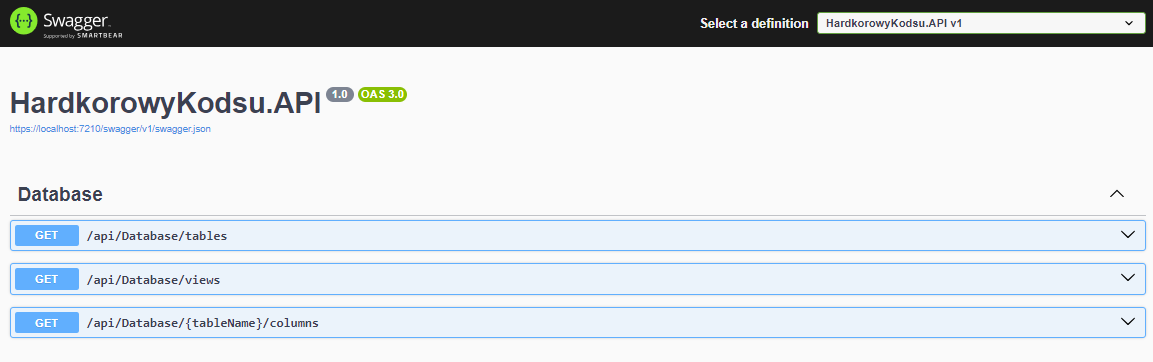 Swagger
Supported by SMARTBEAR
Select a definition
HardkorowyKodsu.API v1
HardkorowyKodsu.API 1.0 OAS 3.0
https://localhost:7210/swagger/v1/swagger.json
Database
GET /api/Database/tables
GET /api/Database/views
GET /api/Database/{tableName}/columns